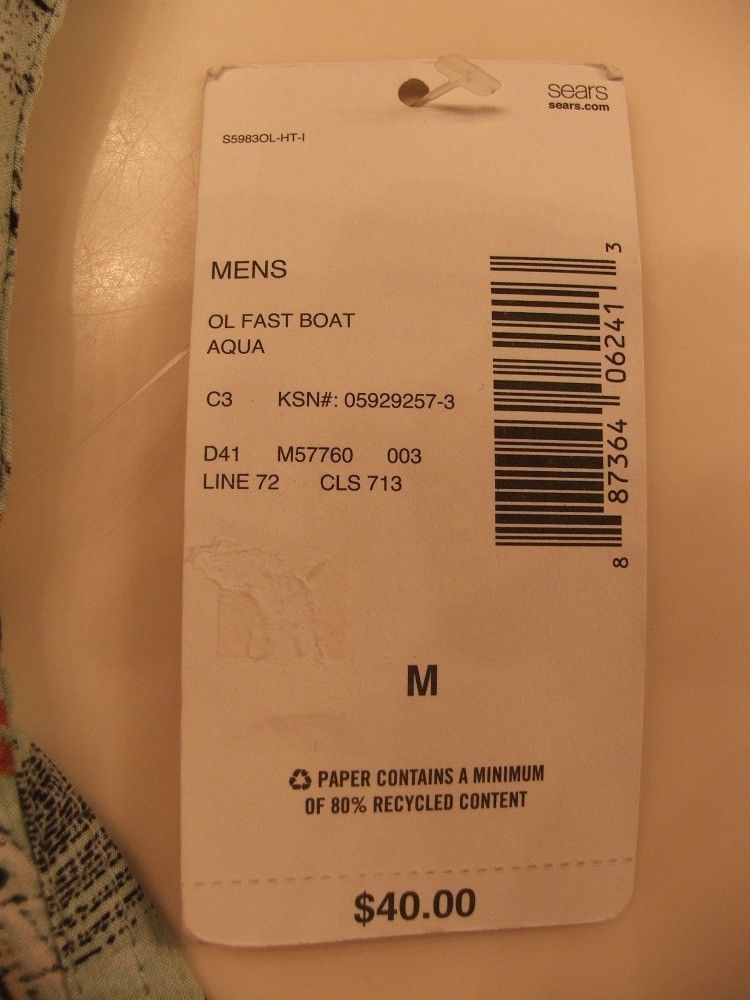 sears
sears.com
S5983OL-HT-I
MENS
OL FAST BOAT
AQUA
C3 KSN#: 05929257-3
D41 M57760 003
LINE 72 CLS 713
8 87364 06241 3
M
PAPER CONTAINS A MINIMUM
OF 80% RECYCLED CONTENT
$40.00